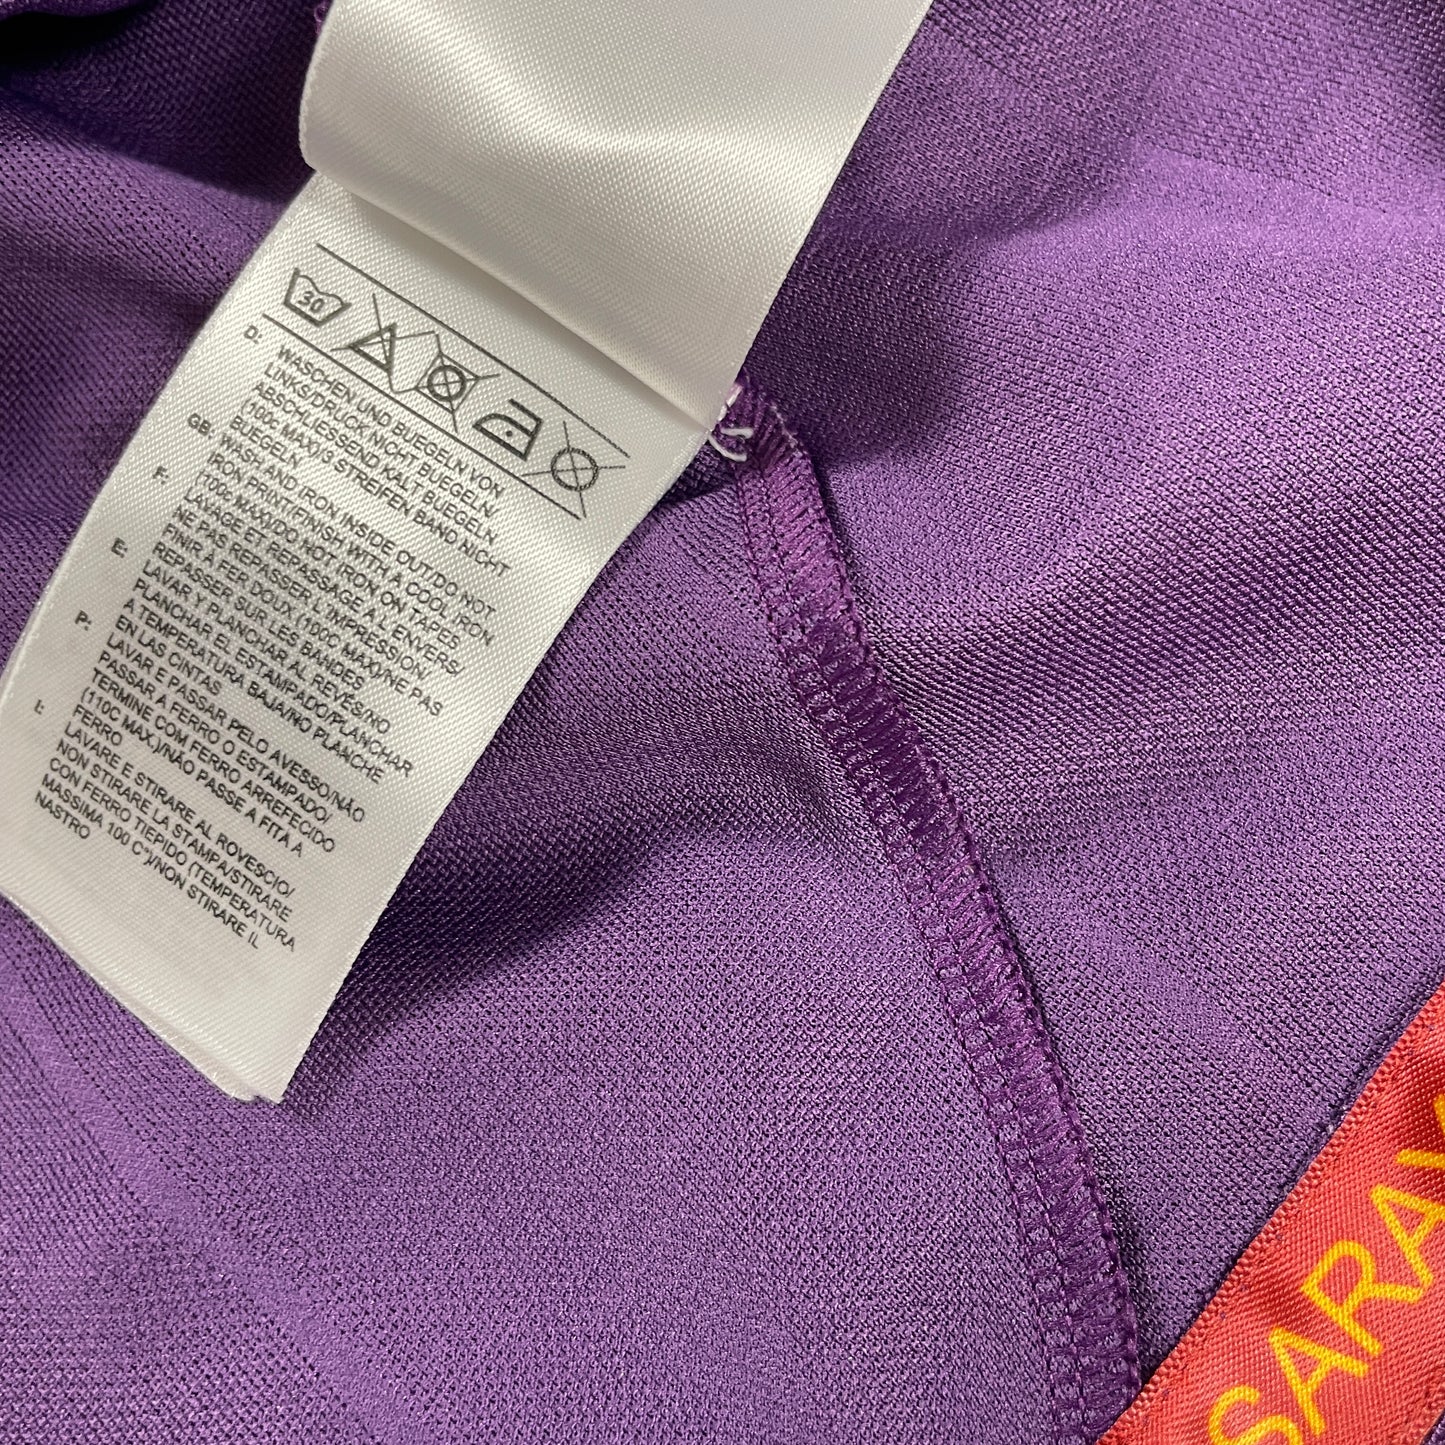 30
D: WASCHEN UND BUEGELN VON
LINKS/DRUCK NICHT BUEGELN/
ABSCHLIESSEND KALT BUEGELN
(100c MAX)/3 STREIFEN BAND NICHT
BUEGELN
GB: WASH AND IRON INSIDE OUT/DO NOT
IRON PRINT/FINISH WITH A COOL IRON
(100c MAX)/DO NOT IRON ON TAPES
F: LAVAGE ET REPASSAGE A L'ENVERS/
NE PAS REPASSER L'IMPRESSION/
FINIR A FER DOUX (100C MAX)/NE PAS
REPASSER SUR LES BANDES
E: LAVAR Y PLANCHAR AL REVES/NO
PLANCHAR EL ESTAMPADO/PLANCHAR
A TEMPERATURA BAJA/NO PLANCHE
EN LAS CINTAS
P: LAVAR E PASSAR PELO AVESSO/NÃO
PASSAR A FERRO O ESTAMPADO/
TERMINE COM FERRO ARREFECIDO
(110C MAX.)/NÃO PASSE A FITA A
FERRO
I: LAVARE E STIRARE AL ROVESCIO/
NON STIRARE LA STAMPA/STIRARE
CON FERRO TIEPIDO (TEMPERATURA
MASSIMA 100 C°)/NON STIRARE IL
NASTRO
SARA